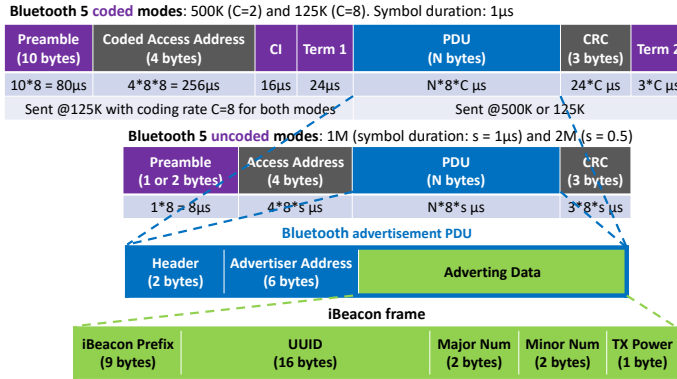 Bluetooth 5 coded modes: 500K (C=2) and 125K (C=8). Symbol duration: 1µs
Preamble Coded Access Address CI Term 1 PDU CRC Term 2
(10 bytes) (4 bytes) (N bytes) (3 bytes)
10*8 = 80µs 4*8*8 = 256µs 16µs 24µs N*8*C µs 24*C µs 3*C µs
Sent @125K with coding rate C=8 for both modes Sent @500K or 125K
Bluetooth 5 uncoded modes: 1M (symbol duration: s = 1µs) and 2M (s = 0.5)
Preamble Access Address PDU CRC
(1 or 2 bytes) (4 bytes) (N bytes) (3 bytes)
1*8 = 8µs 4*8*s µs N*8*s µs 3*8*s µs
Bluetooth advertisement PDU
Header Advertiser Address Adverting Data
(2 bytes) (6 bytes)
iBeacon frame
iBeacon Prefix UUID Major Num Minor Num TX Power
(9 bytes) (16 bytes) (2 bytes) (2 bytes) (1 byte)